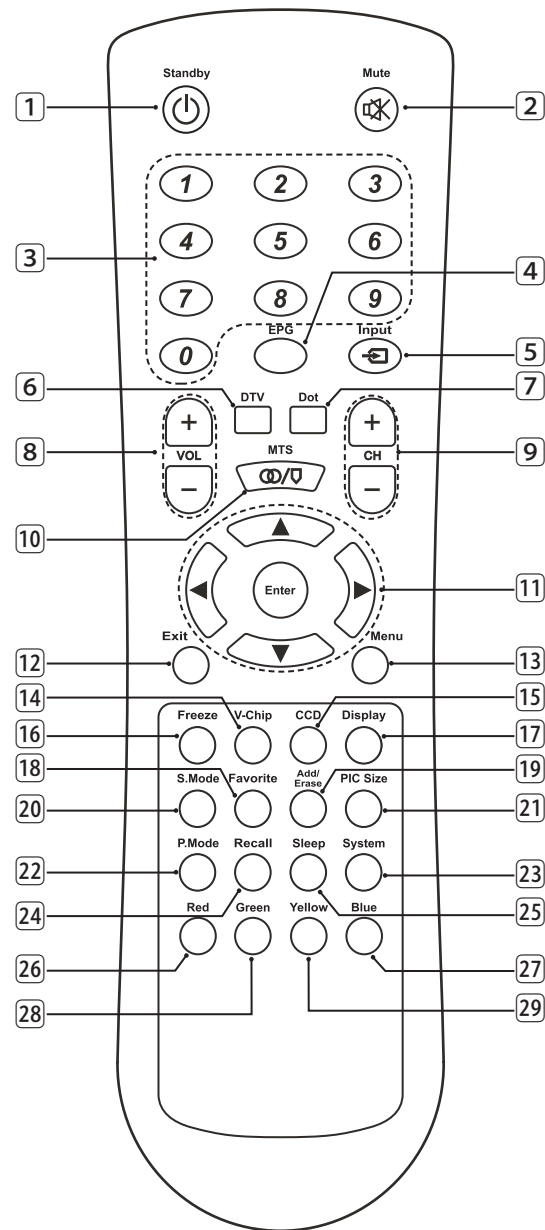 Standby Mute
1 2
1 2 3
4 5 6
3 4
7 8 9
EPG Input
0 5
6 DTV Dot 7
+ +
8 VOL MTS CH 9
− −
10
Enter 11
Exit Menu
12 13
14 15
Freeze V-Chip CCD Display
16 17
18 Add/ 19
Erase
S.Mode Favorite PIC Size
20 21
P.Mode Recall Sleep System
22 23
24 25
Red Green Yellow Blue
26 27
28 29